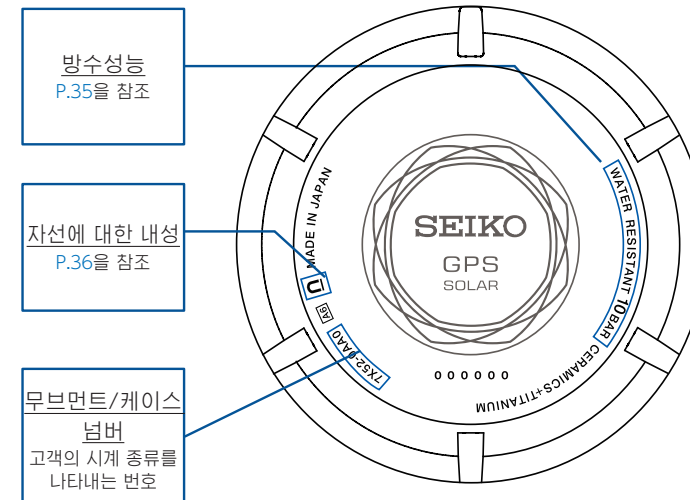 방수성능
P.35을 참조
자선에 대한 내성
P.36을 참조
무브먼트/케이스
넘버
고객의 시계 종류를
나타내는 번호
SEIKO
GPS
SOLAR
MADE IN JAPAN
WATER RESISTANT 10BAR
CERAMICS+TITANIUM
000000
7X52-0AA0
A6
U